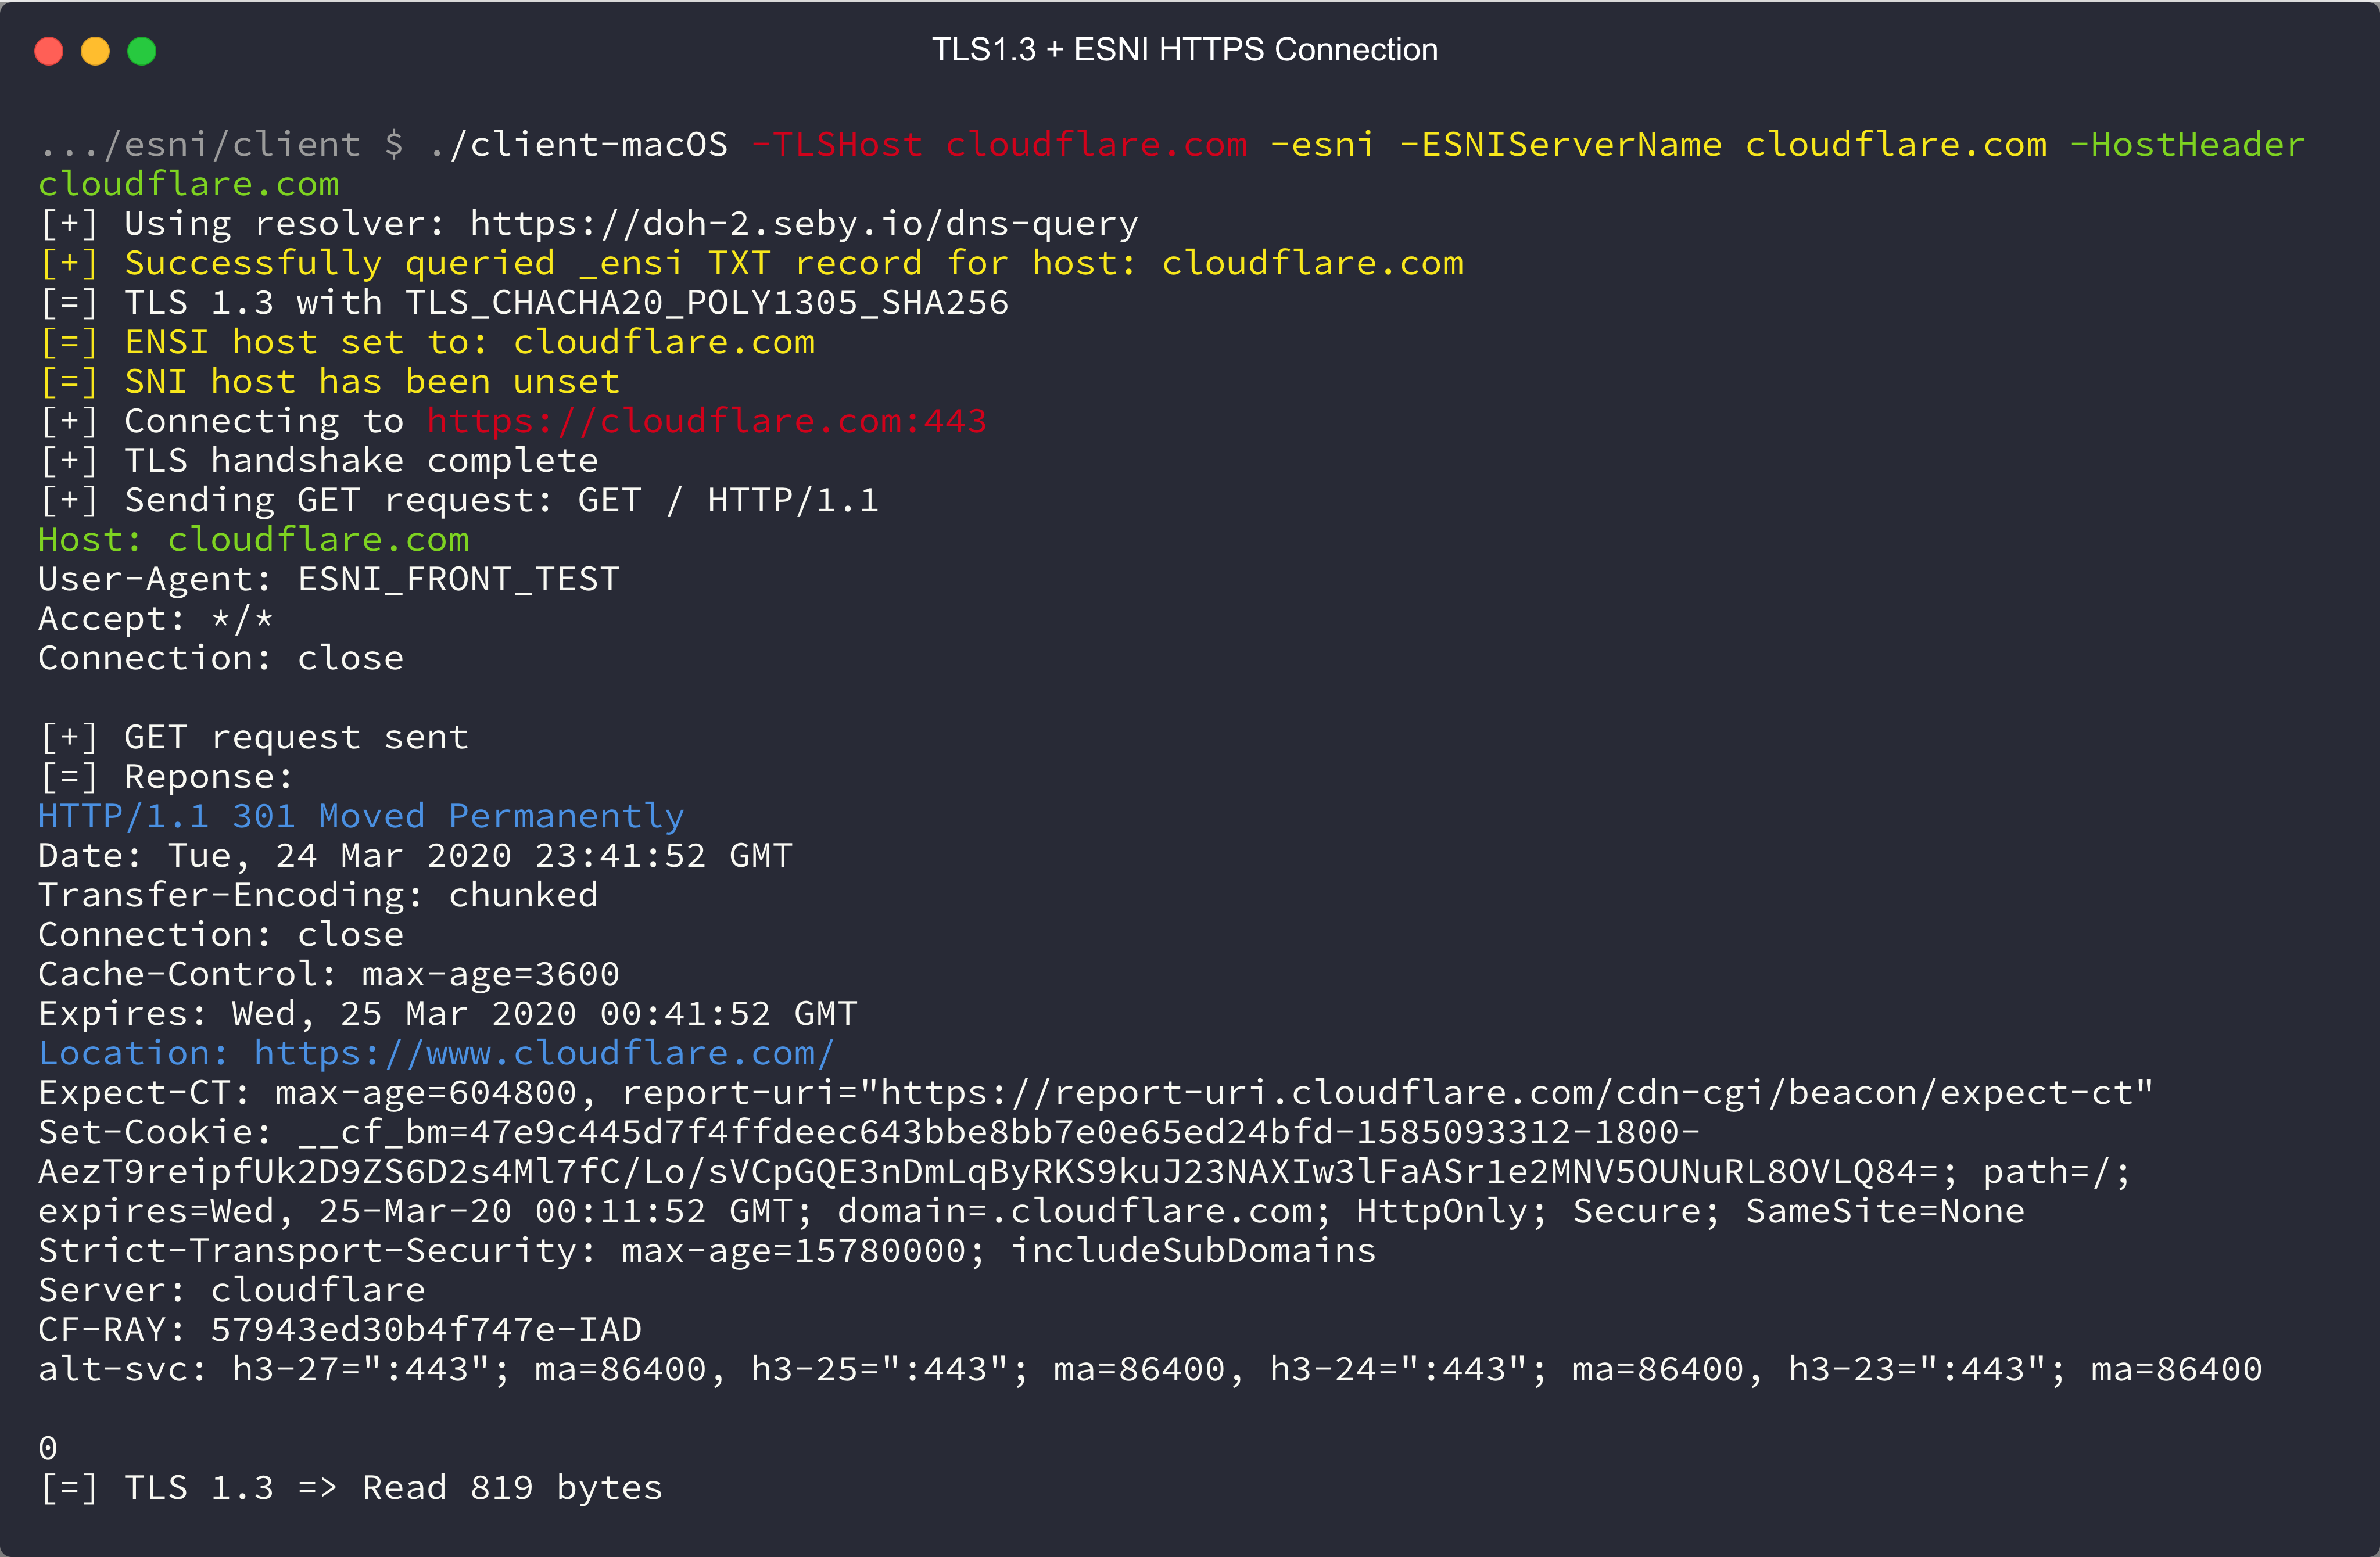 TLS1.3 + ESNI HTTPS Connection
.../esni/client $ ./client-macOS -TLSHost cloudflare.com -esni -ESNIServerName cloudflare.com -HostHeader
cloudflare.com
[+] Using resolver: https://doh-2.seby.io/dns-query
[+] Successfully queried _ensi TXT record for host: cloudflare.com
[=] TLS 1.3 with TLS_CHACHA20_POLY1305_SHA256
[=] ENSI host set to: cloudflare.com
[=] SNI host has been unset
[+] Connecting to https://cloudflare.com:443
[+] TLS handshake complete
[+] Sending GET request: GET / HTTP/1.1
Host: cloudflare.com
User-Agent: ESNI_FRONT_TEST
Accept: */*
Connection: close
[+] GET request sent
[=] Reponse:
HTTP/1.1 301 Moved Permanently
Date: Tue, 24 Mar 2020 23:41:52 GMT
Transfer-Encoding: chunked
Connection: close
Cache-Control: max-age=3600
Expires: Wed, 25 Mar 2020 00:41:52 GMT
Location: https://www.cloudflare.com/
Expect-CT: max-age=604800, report-uri="https://report-uri.cloudflare.com/cdn-cgi/beacon/expect-ct"
Set-Cookie: __cf_bm=47e9c445d7f4ffdeec643bbe8bb7e0e65ed24bfd-1585093312-1800-
AezT9reipfUk2D9ZS6D2s4Ml7fC/Lo/sVCpGQE3nDmLqByRKS9kuJ23NAXIw3lFaASr1e2MNV5OUNuRL8OVLQ84=; path=/;
expires=Wed, 25-Mar-20 00:11:52 GMT; domain=.cloudflare.com; HttpOnly; Secure; SameSite=None
Strict-Transport-Security: max-age=15780000; includeSubDomains
Server: cloudflare
CF-RAY: 57943ed30b4f747e-IAD
alt-svc: h3-27=":443"; ma=86400, h3-25=":443"; ma=86400, h3-24=":443"; ma=86400, h3-23=":443"; ma=86400
0
[=] TLS 1.3 => Read 819 bytes